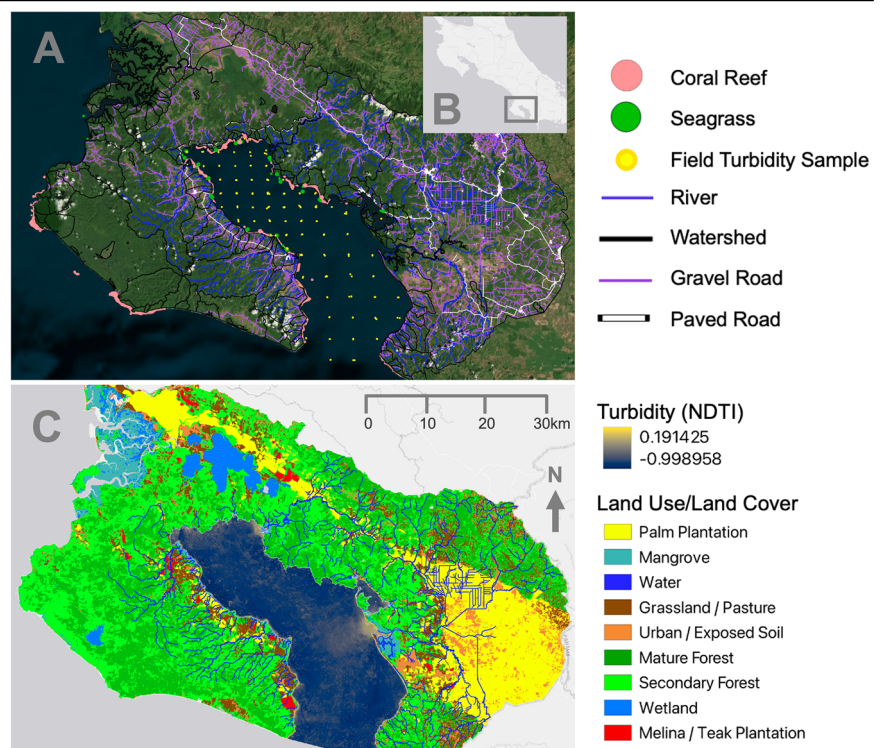 A
B
Coral Reef
Seagrass
Field Turbidity Sample
River
Watershed
Gravel Road
Paved Road
C
0 10 20 30km
N
Turbidity (NDTI)
0.191425
-0.998958
Land Use/Land Cover
Palm Plantation
Mangrove
Water
Grassland / Pasture
Urban / Exposed Soil
Mature Forest
Secondary Forest
Wetland
Melina / Teak Plantation